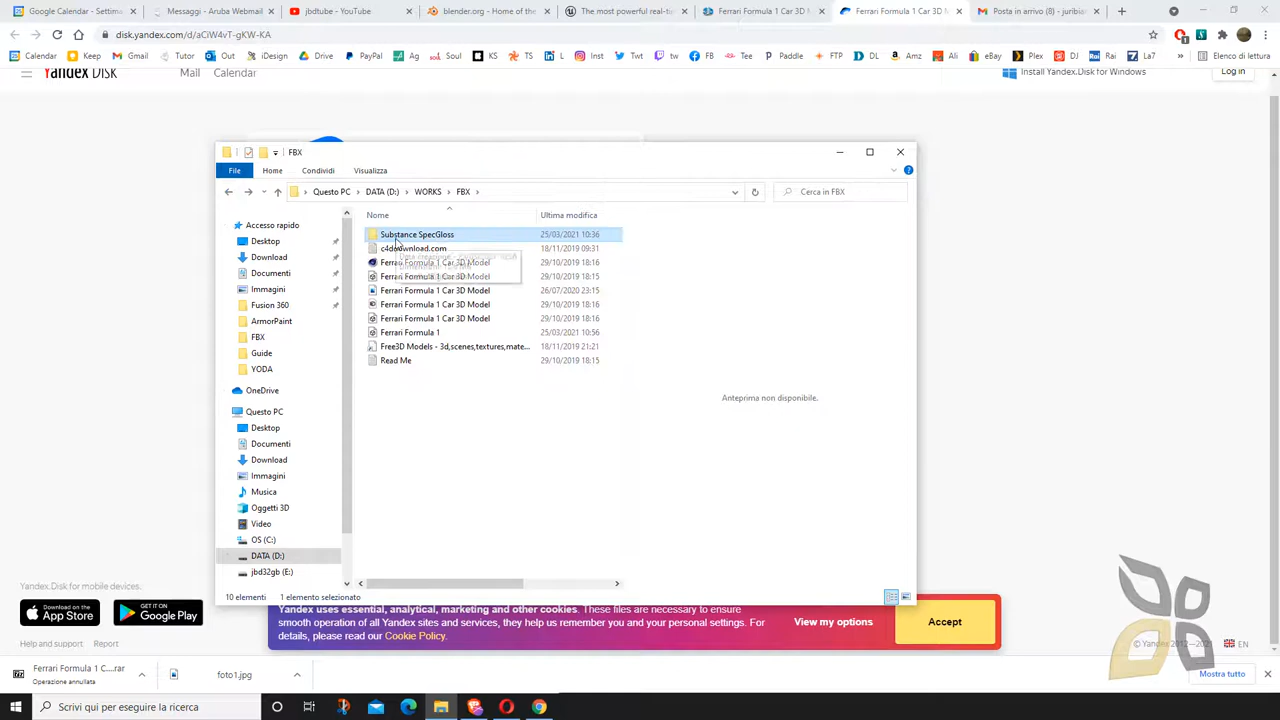 Google Calendar - Settima
Messaggi - Aruba Webmail
jbdtube - YouTube
blender.org - Home of the
The most powerful real-ti
Ferrari Formula 1 Car 3D M
Ferrari Formula 1 Car 3D M
Posta in arrivo (8) - juribias
disk.yandex.com/d/aCiW4vT-gKW-KA
Calendar
Keep
Gmail
Tutor
Out
iDesign
Drive
PayPal
Ag
Soul
KS
TS
L
Inst
Twt
tw
FB
Tee
Paddle
FTP
DL
Amz
Ali
eBay
Plex
DJ
Rai
La7
»
Elenco di lettura
Yandex Disk
Mail
Calendar
Install Yandex.Disk for Windows
Log in
FBX
File
Home
Condividi
Visualizza
Questo PC
DATA (D:)
WORKS
FBX
Cerca in FBX
Nome
Ultima modifica
Accesso rapido
Desktop
Download
Documenti
Immagini
Fusion 360
ArmorPaint
FBX
Guide
YODA
OneDrive
Questo PC
Desktop
Documenti
Download
Immagini
Musica
Oggetti 3D
Video
OS (C:)
DATA (D:)
jbd32gb (E:)
Substance SpecGloss 25/03/2021 10:36
c4ddownload.com 18/11/2019 09:31
Ferrari Formula 1 Car 3D Model 29/10/2019 18:16
Ferrari Formula 1 Car 3D Model 29/10/2019 18:15
Ferrari Formula 1 Car 3D Model 26/07/2020 23:15
Ferrari Formula 1 Car 3D Model 29/10/2019 18:16
Ferrari Formula 1 Car 3D Model 29/10/2019 18:16
Ferrari Formula 1 25/03/2021 10:56
Free3D Models - 3d,scenes,textures,mate... 18/11/2019 21:21
Read Me 29/10/2019 18:15
Anteprima non disponibile.
10 elementi
1 elemento selezionato
Yandex.Disk for mobile devices.
Download on the
App Store
GET IT ON
Google Play
Help and support
Report
Yandex uses essential, analytical, marketing and other cookies. These files are necessary to ensure
smooth operation of all Yandex sites and services, they help us remember you and your personal settings. For
details, please read our Cookie Policy.
View my options
Accept
EN
Ferrari Formula 1 C....rar
Operazione annullata
foto1.jpg
Mostra tutto
Scrivi qui per eseguire la ricerca